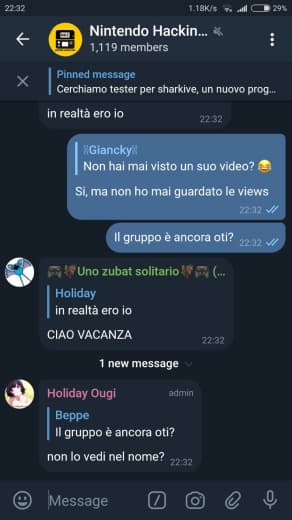 22:32
1.18K/s
29%
Nintendo Hackin...
1,119 members
Pinned message
Cerchiamo tester per sharkive, un nuovo prog...
in realtà ero io
22:32
Giancky
Non hai mai visto un suo video? 😂
Si, ma non ho mai guardato le views
22:32
Il gruppo è ancora oti?
22:32
Uno zubat solitario🎮 (...
Holiday
in realtà ero io
CIAO VACANZA
22:32
1 new message
Holiday Ougi
admin
Beppe
Il gruppo è ancora oti?
non lo vedi nel nome?
22:32
Message